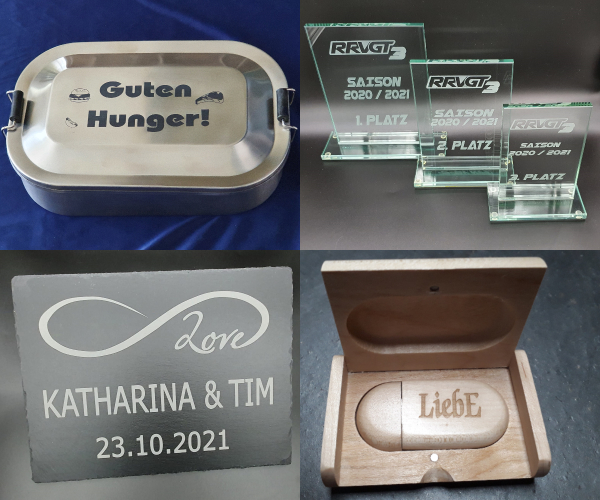 Guten
Hunger!
RRVGT3
SAISON
2020 / 2021
1. PLATZ
RRVGT3
SAISON
2020 / 2021
2. PLATZ
RRVGT3
SAISON
2020 / 2021
3. PLATZ
Love
KATHARINA & TIM
23.10.2021
LiebE